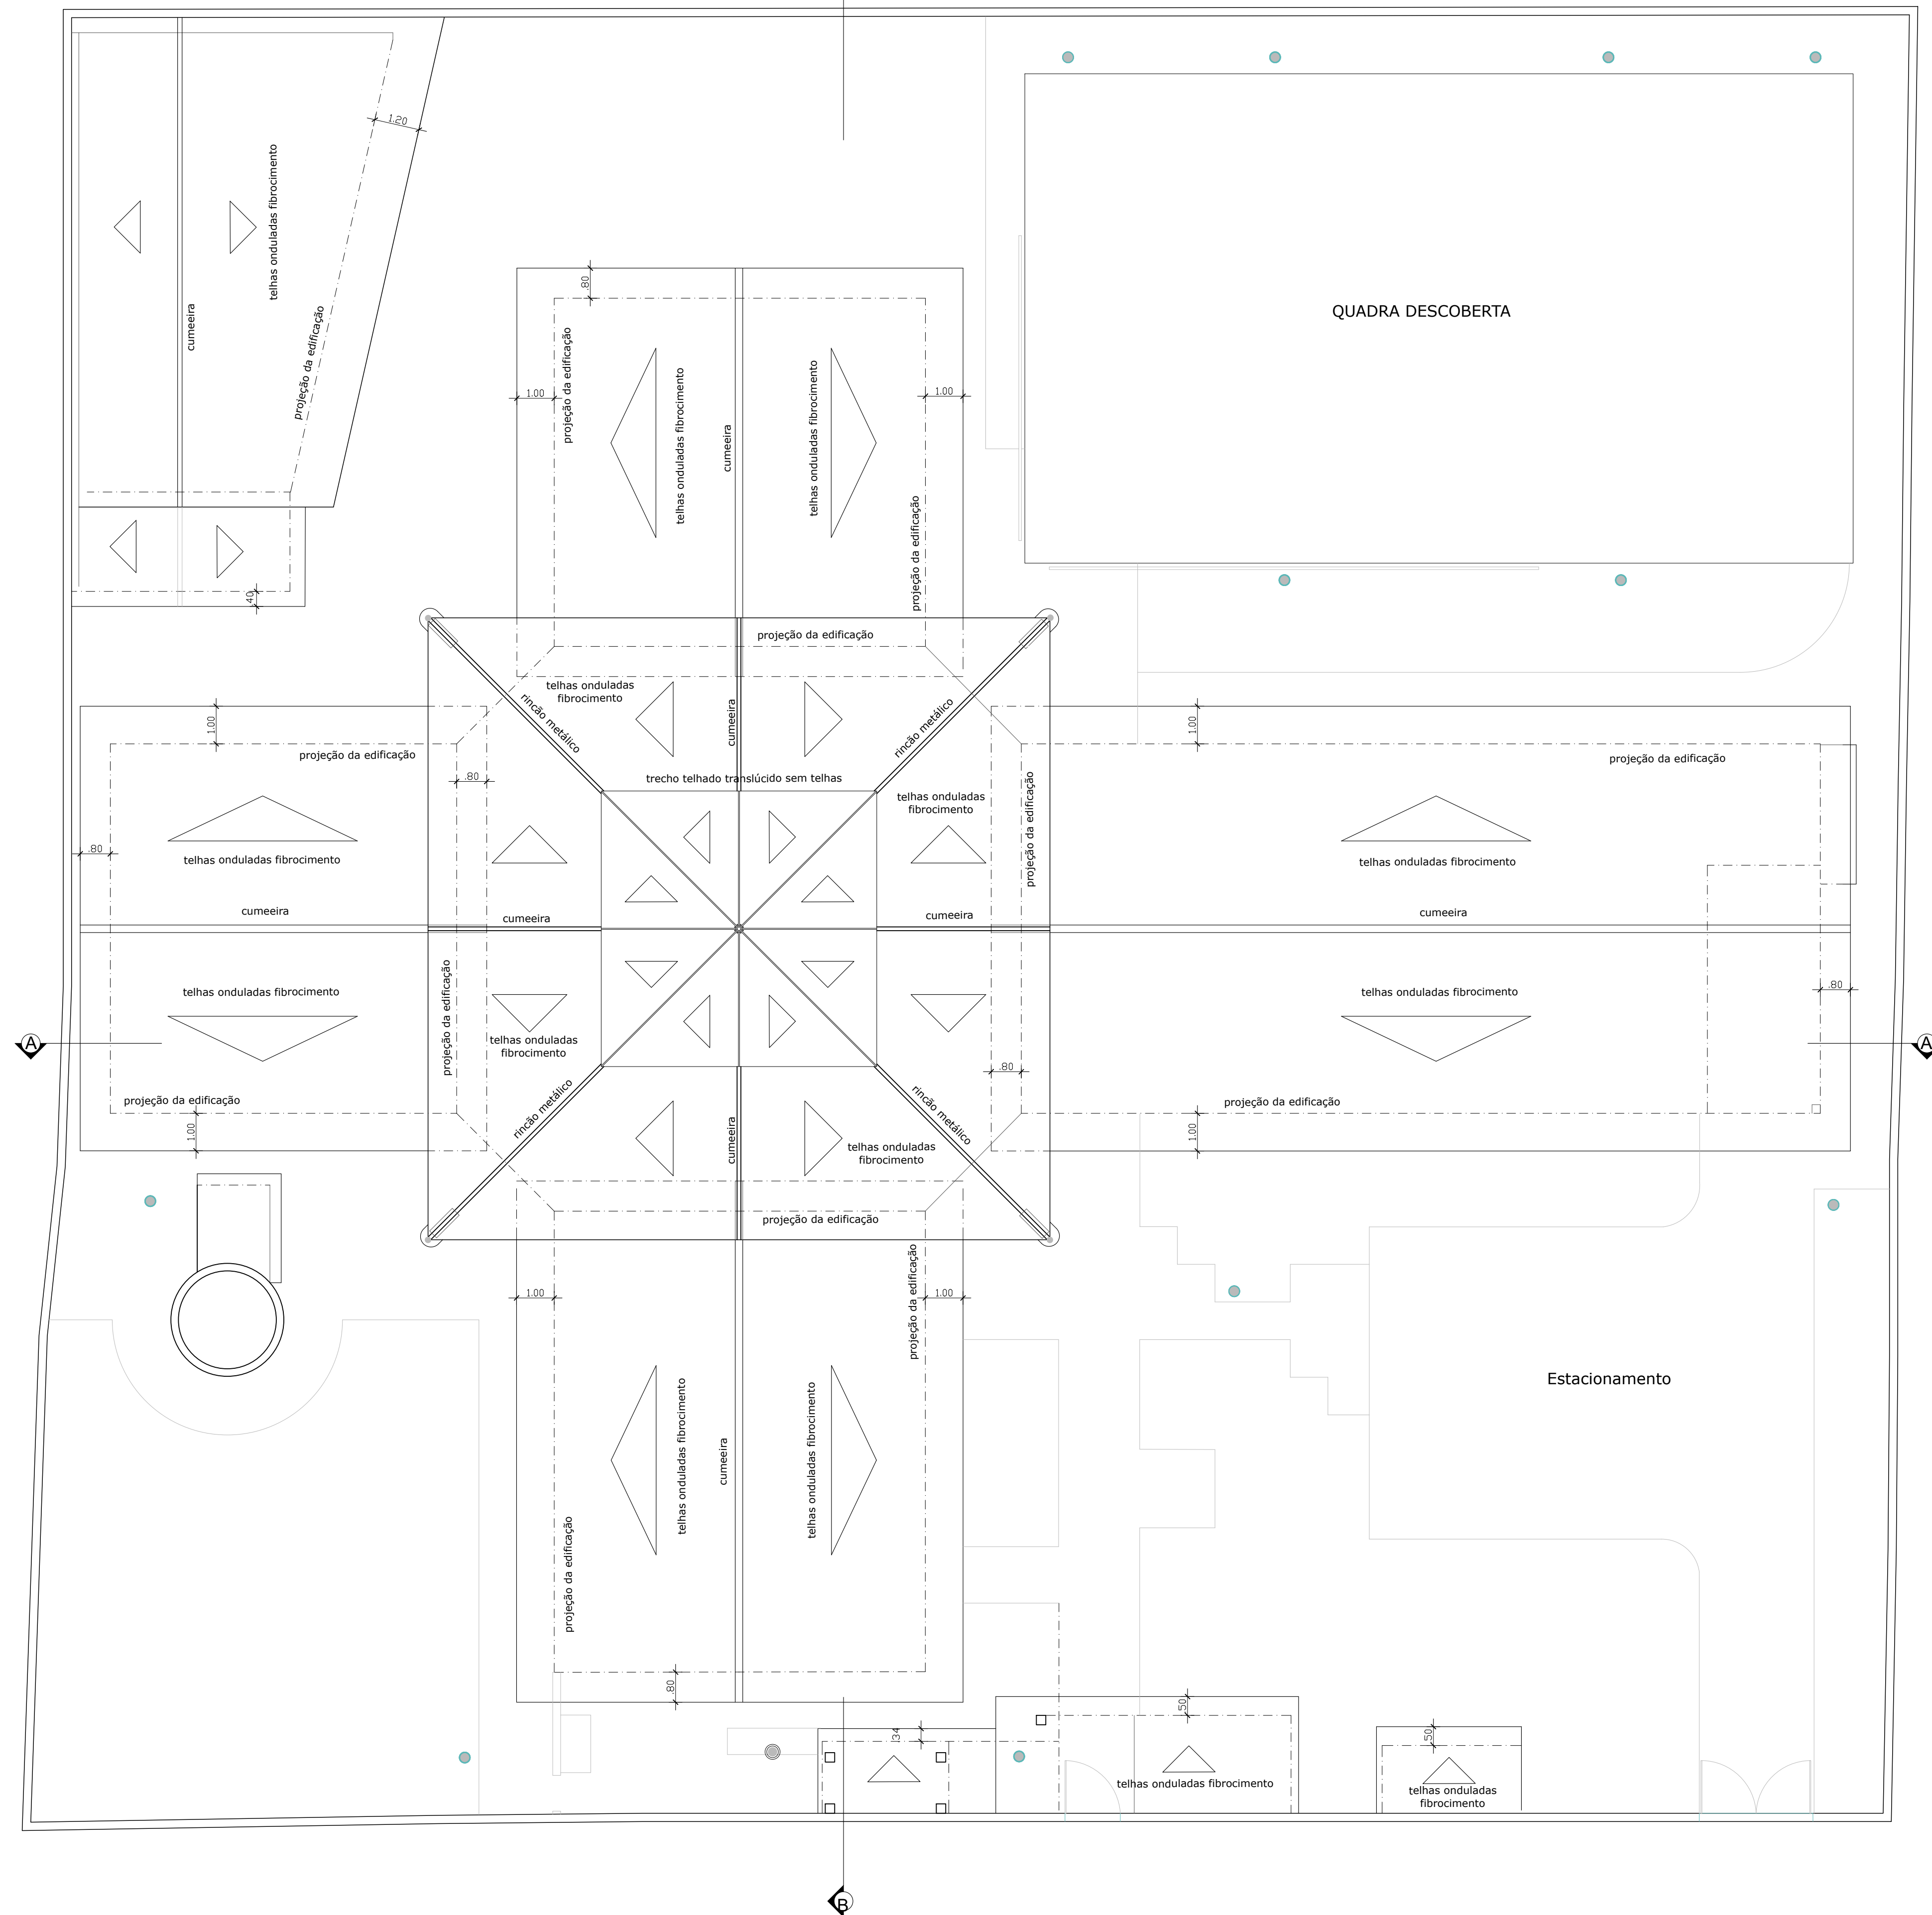 1.20
telhas onduladas fibrocimento
cumeeira
projeção da edificação
.40
QUADRA DESCOBERTA
.80
projeção da edificação
telhas onduladas fibrocimento
cumeeira
telhas onduladas fibrocimento
1.00
1.00
projeção da edificação
projeção da edificação
telhas onduladas
fibrocimento
rincão metálico
cumeeira
rincão metálico
trecho telhado translúcido sem telhas
1.00
projeção da edificação
.80
.80
telhas onduladas fibrocimento
cumeeira
telhas onduladas fibrocimento
projeção da edificação
projeção da edificação
1.00
cumeeira
telhas onduladas
fibrocimento
telhas onduladas
fibrocimento
projeção da edificação
cumeeira
1.00
projeção da edificação
telhas onduladas fibrocimento
cumeeira
telhas onduladas fibrocimento
.80
.80
projeção da edificação
1.00
A
A
rincão metálico
cumeeira
rincão metálico
telhas onduladas
fibrocimento
projeção da edificação
1.00
1.00
projeção da edificação
telhas onduladas fibrocimento
cumeeira
telhas onduladas fibrocimento
projeção da edificação
.80
Estacionamento
.34
.50
telhas onduladas fibrocimento
.50
telhas onduladas
fibrocimento
B